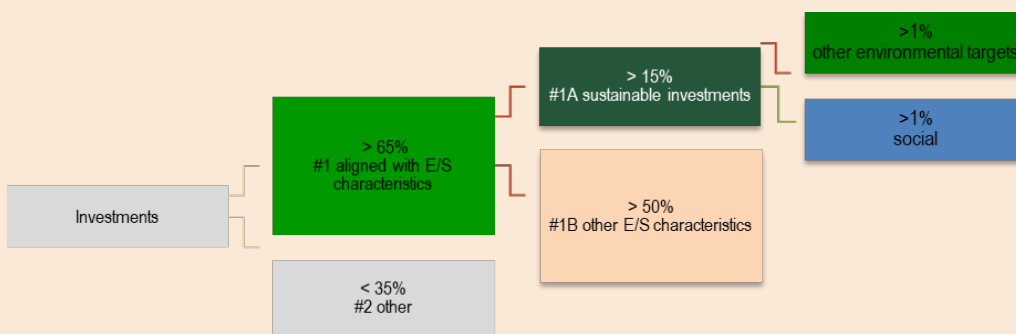 Investments
> 65%
#1 aligned with E/S
characteristics
< 35%
#2 other
> 15%
#1A sustainable investments
> 50%
#1B other E/S characteristics
>1%
other environmental targets
>1%
social